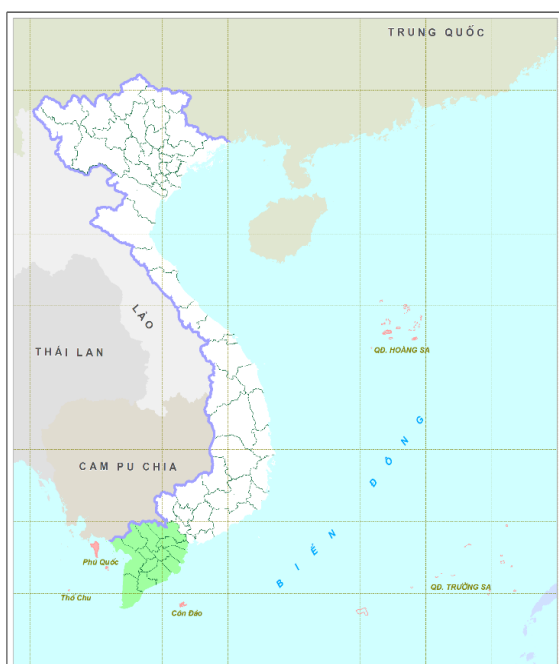 TRUNG QUỐC
LÀO
THÁI LAN
QĐ. HOÀNG SA
CAM PU CHIA
BIỂN ĐÔNG
Phú Quốc
QĐ. TRƯỜNG SA
Thổ Chu
Côn Đảo